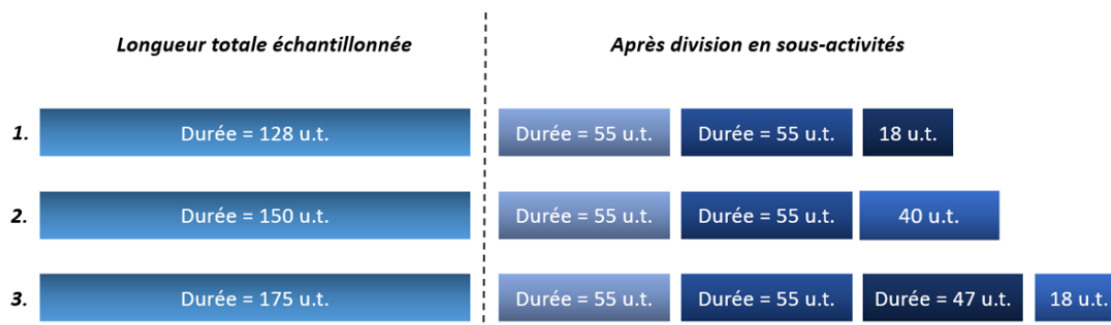 Longueur totale échantillonnée
Après division en sous-activités
1. Durée = 128 u.t. Durée = 55 u.t. Durée = 55 u.t. 18 u.t.
2. Durée = 150 u.t. Durée = 55 u.t. Durée = 55 u.t. 40 u.t.
3. Durée = 175 u.t. Durée = 55 u.t. Durée = 55 u.t. Durée = 47 u.t. 18 u.t.